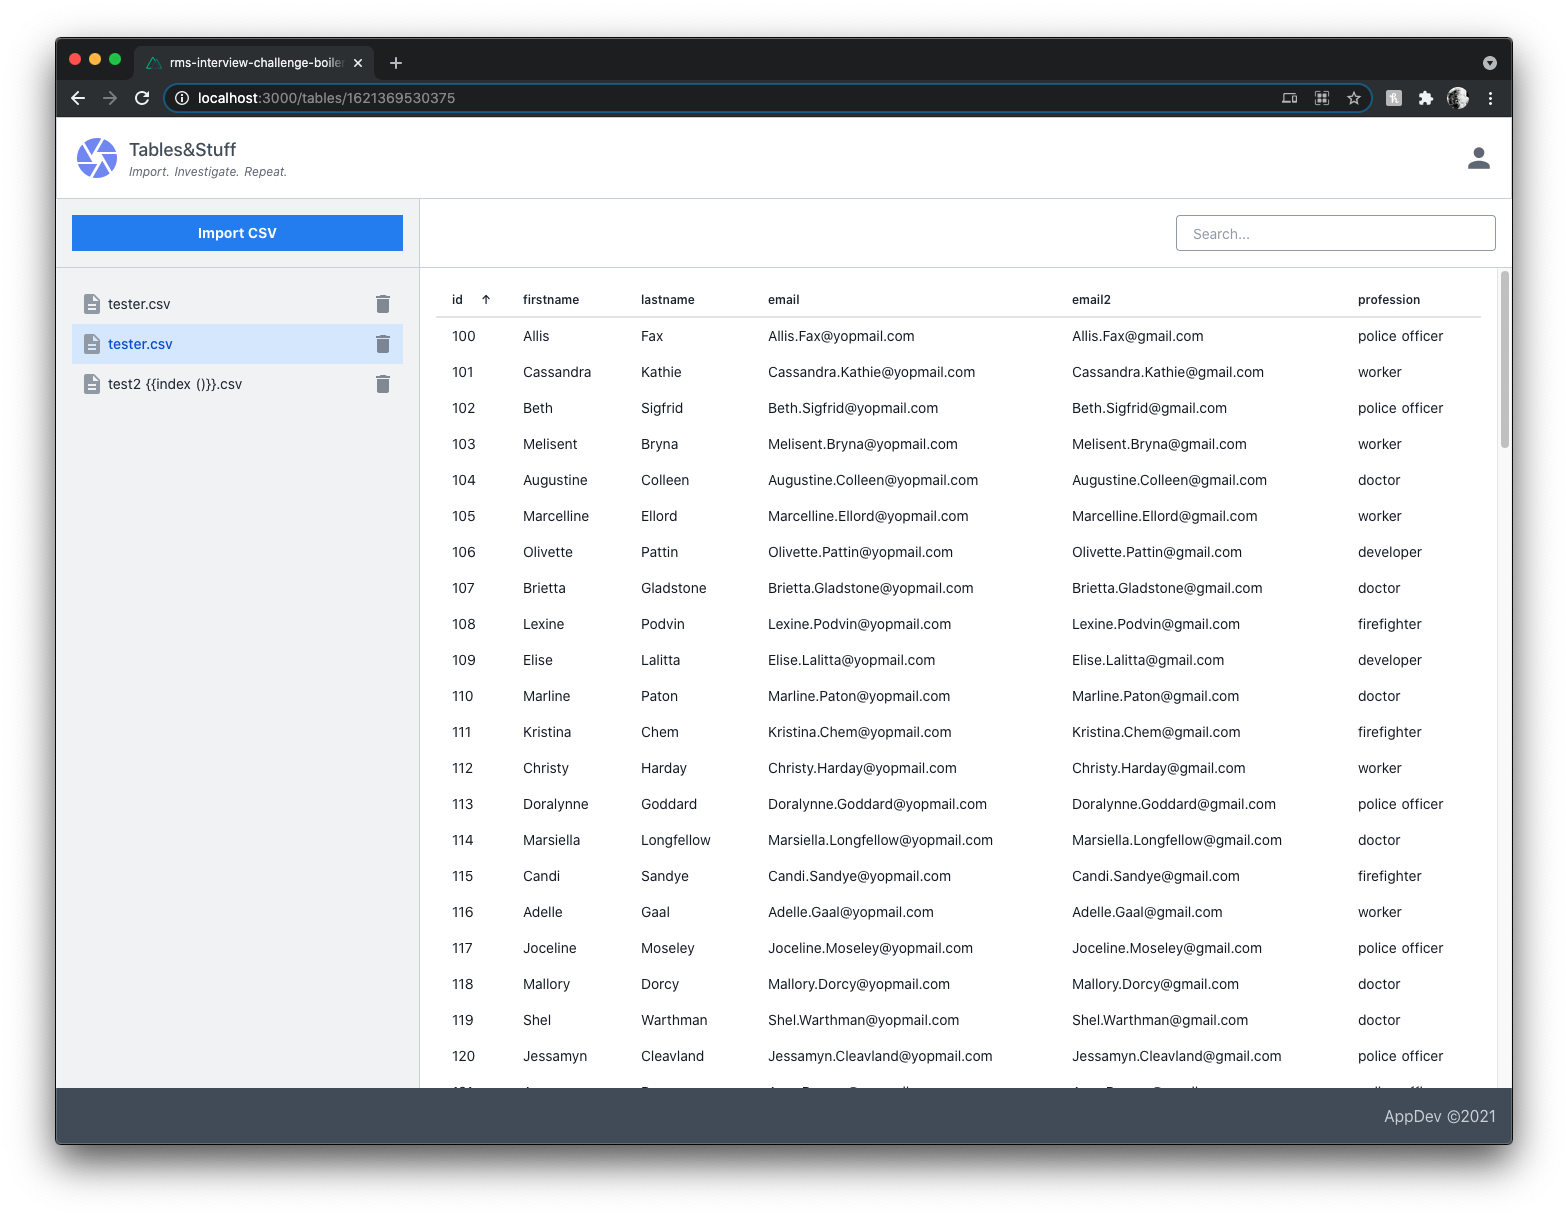 rms-interview-challenge-boile
localhost:3000/tables/1621369530375
Tables&Stuff
Import. Investigate. Repeat.
Import CSV
Search...
tester.csv
tester.csv
test2 {{index ()}}.csv
id ↑ firstname lastname email email2 profession
100 Allis Fax Allis.Fax@yopmail.com Allis.Fax@gmail.com police officer
101 Cassandra Kathie Cassandra.Kathie@yopmail.com Cassandra.Kathie@gmail.com worker
102 Beth Sigfrid Beth.Sigfrid@yopmail.com Beth.Sigfrid@gmail.com police officer
103 Melisent Bryna Melisent.Bryna@yopmail.com Melisent.Bryna@gmail.com worker
104 Augustine Colleen Augustine.Colleen@yopmail.com Augustine.Colleen@gmail.com doctor
105 Marcelline Ellord Marcelline.Ellord@yopmail.com Marcelline.Ellord@gmail.com worker
106 Olivette Pattin Olivette.Pattin@yopmail.com Olivette.Pattin@gmail.com developer
107 Brietta Gladstone Brietta.Gladstone@yopmail.com Brietta.Gladstone@gmail.com doctor
108 Lexine Podvin Lexine.Podvin@yopmail.com Lexine.Podvin@gmail.com firefighter
109 Elise Lalitta Elise.Lalitta@yopmail.com Elise.Lalitta@gmail.com developer
110 Marline Paton Marline.Paton@yopmail.com Marline.Paton@gmail.com doctor
111 Kristina Chem Kristina.Chem@yopmail.com Kristina.Chem@gmail.com firefighter
112 Christy Harday Christy.Harday@yopmail.com Christy.Harday@gmail.com worker
113 Doralynne Goddard Doralynne.Goddard@yopmail.com Doralynne.Goddard@gmail.com police officer
114 Marsiella Longfellow Marsiella.Longfellow@yopmail.com Marsiella.Longfellow@gmail.com doctor
115 Candi Sandye Candi.Sandye@yopmail.com Candi.Sandye@gmail.com firefighter
116 Adelle Gaal Adelle.Gaal@yopmail.com Adelle.Gaal@gmail.com worker
117 Joceline Moseley Joceline.Moseley@yopmail.com Joceline.Moseley@gmail.com police officer
118 Mallory Dorcy Mallory.Dorcy@yopmail.com Mallory.Dorcy@gmail.com doctor
119 Shel Warthman Shel.Warthman@yopmail.com Shel.Warthman@gmail.com doctor
120 Jessamyn Cleavland Jessamyn.Cleavland@yopmail.com Jessamyn.Cleavland@gmail.com police officer
AppDev ©2021